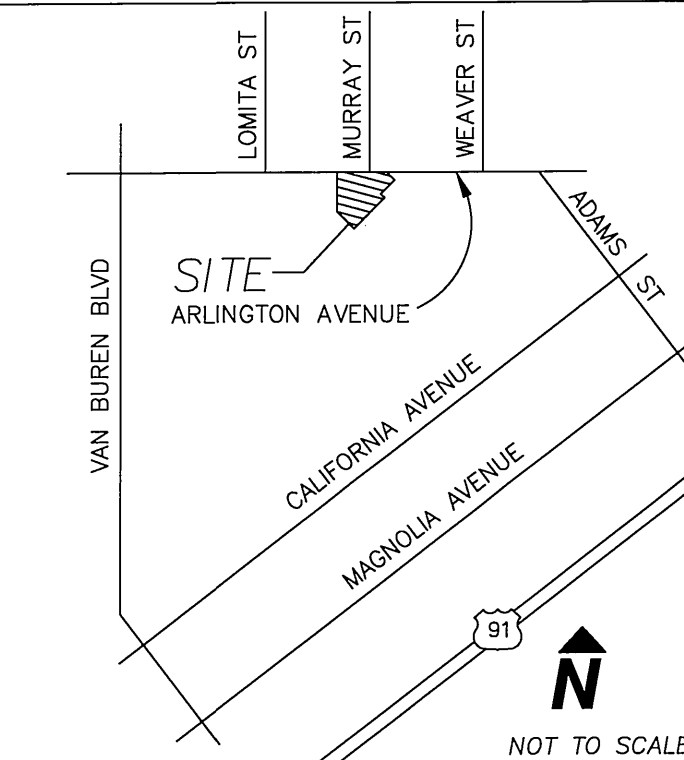 LOMITA ST
MURRAY ST
WEAVER ST
ADAMS ST
SITE
ARLINGTON AVENUE
VAN BUREN BLVD
CALIFORNIA AVENUE
MAGNOLIA AVENUE
91
N
NOT TO SCALE